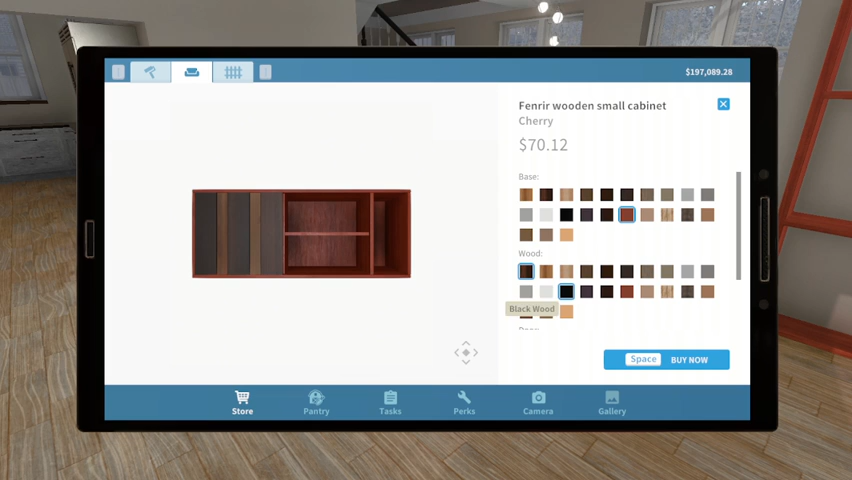 $197,089.28
Fenrir wooden small cabinet
Cherry
$70.12
Base:
Wood:
Black Wood
Space BUY NOW
Store Pantry Tasks Perks Camera Gallery